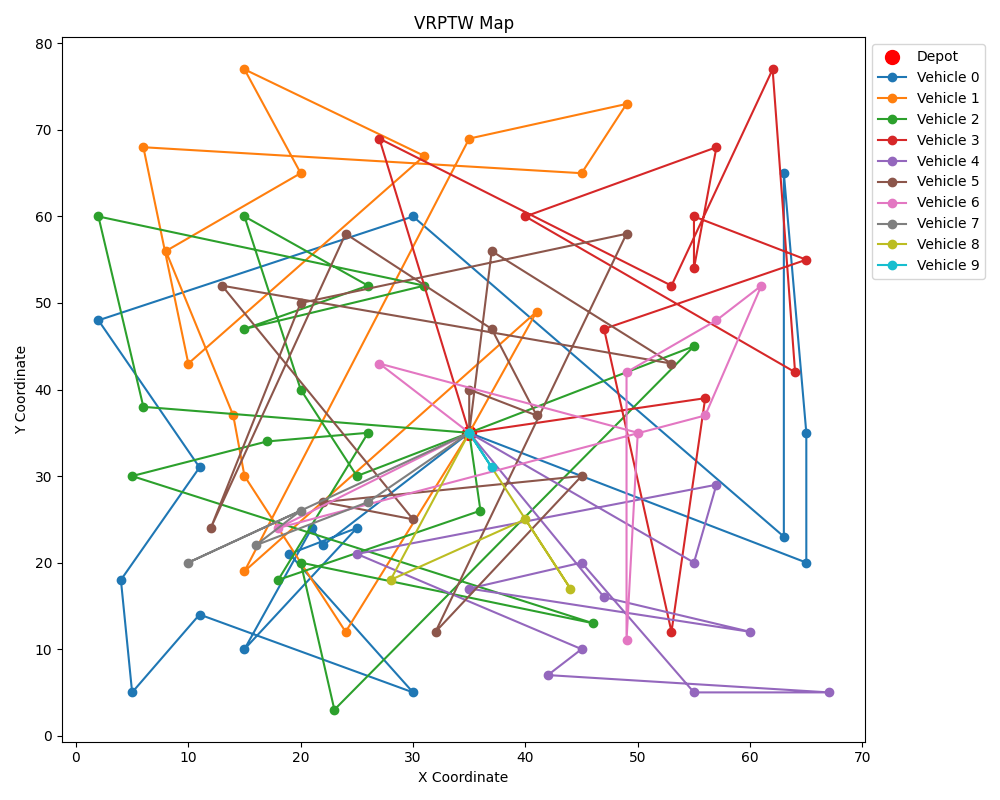 VRPTW Map
80
70
60
50
40
30
20
10
0
Y Coordinate
0 10 20 30 40 50 60 70
X Coordinate
Depot
Vehicle 0
Vehicle 1
Vehicle 2
Vehicle 3
Vehicle 4
Vehicle 5
Vehicle 6
Vehicle 7
Vehicle 8
Vehicle 9